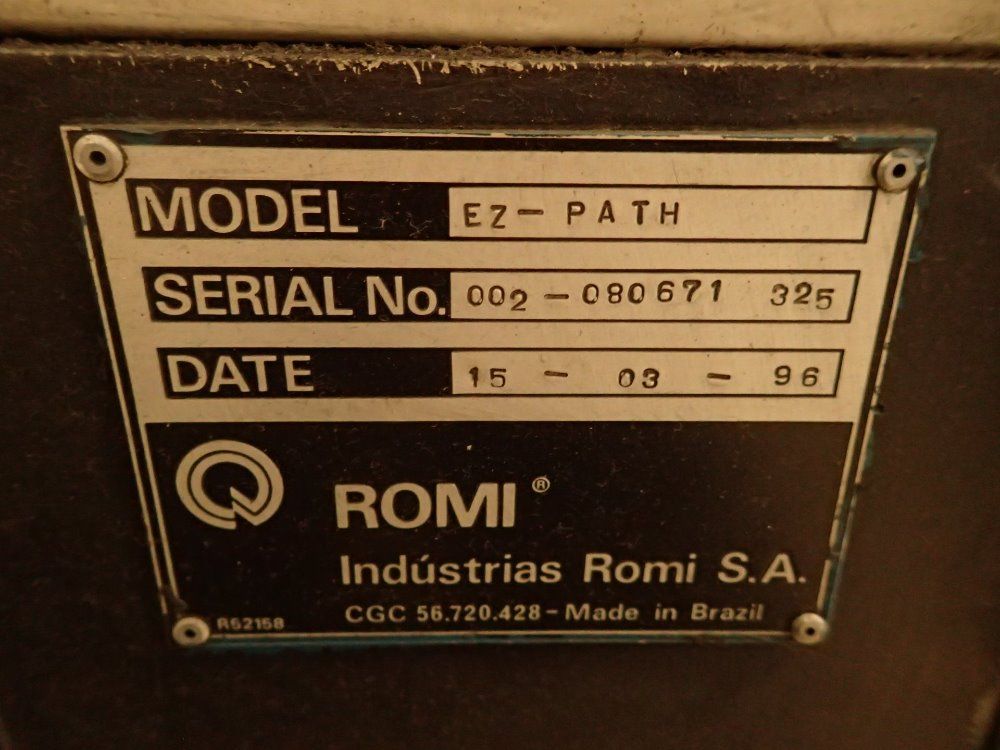 MODEL EZ- PATH
SERIAL No. 002-080671 325
DATE 15 - 03 - 96
ROMI ®
Indústrias Romi S.A.
R62158 CGC 56.720.428 - Made in Brazil